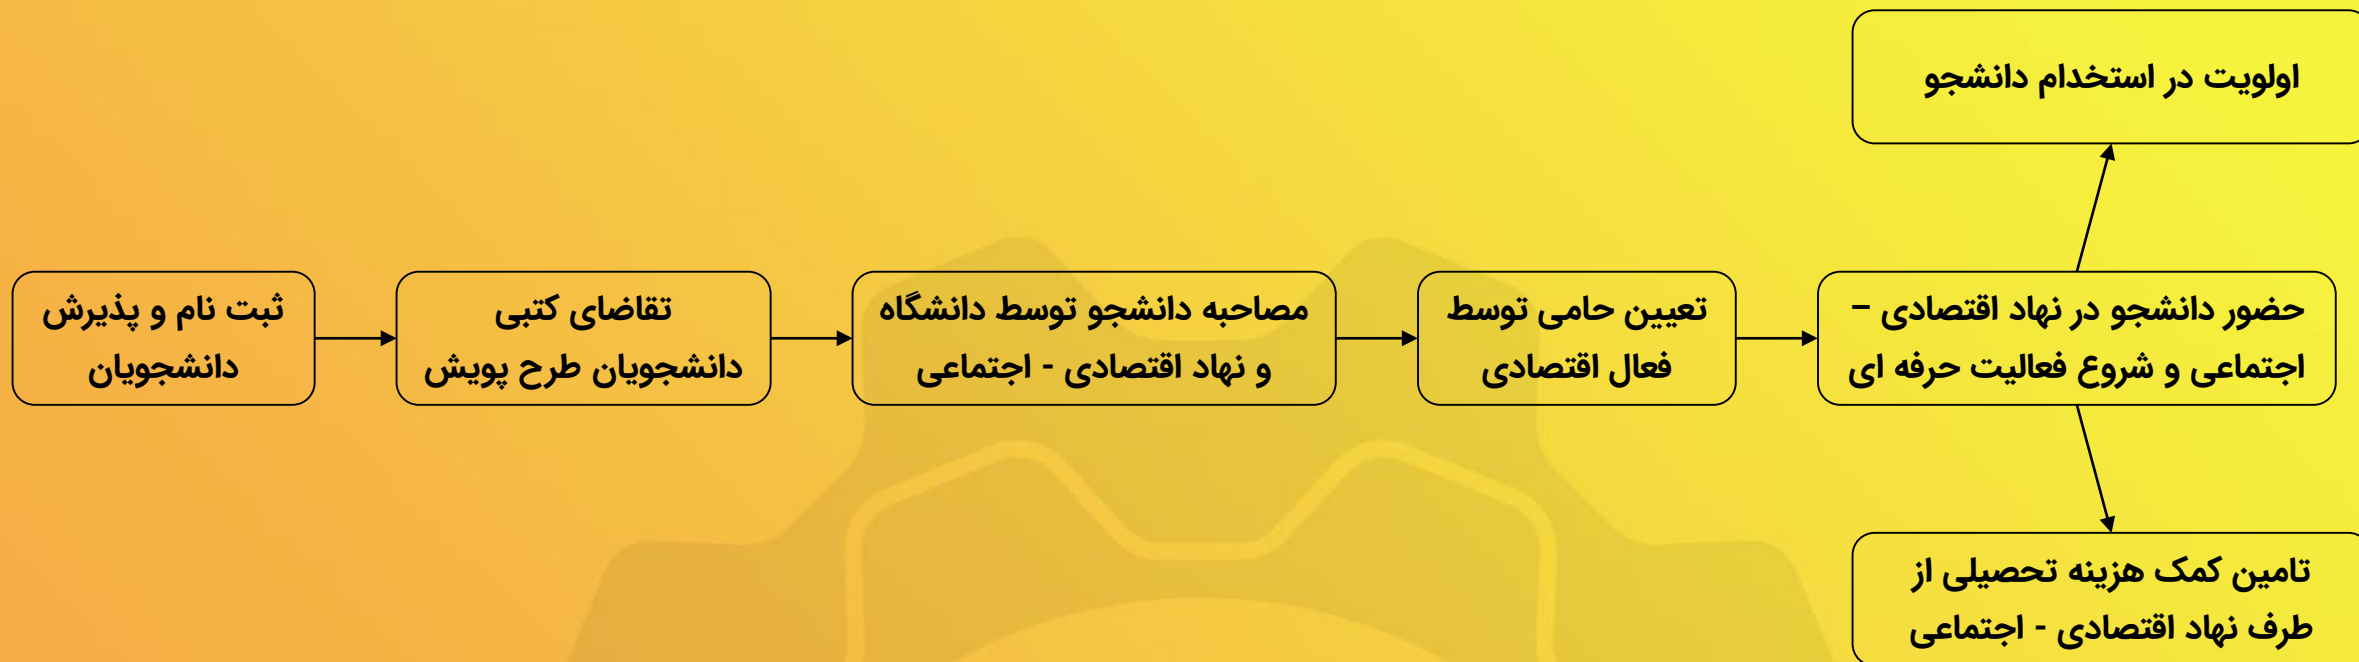 ثبت نام و پذیرش
دانشجویان
تقاضای کتبی
دانشجویان طرح پویش
مصاحبه دانشجو توسط دانشگاه
و نهاد اقتصادی - اجتماعی
تعیین حامی توسط
فعال اقتصادی
حضور دانشجو در نهاد اقتصادی –
اجتماعی و شروع فعالیت حرفه ای
اولویت در استخدام دانشجو
تامین کمک هزینه تحصیلی از
طرف نهاد اقتصادی - اجتماعی